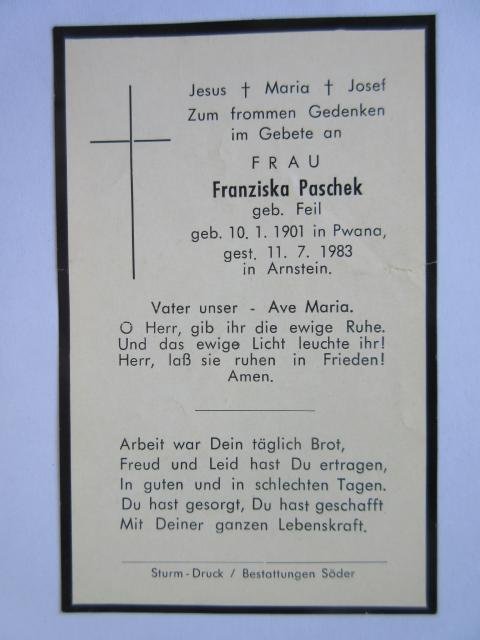 Jesus † Maria † Josef
Zum frommen Gedenken
im Gebete an
FRAU
Franziska Paschek
geb. Feil
geb. 10. 1. 1901 in Pwana,
gest. 11. 7. 1983
in Arnstein.
Vater unser - Ave Maria.
O Herr, gib ihr die ewige Ruhe.
Und das ewige Licht leuchte ihr!
Herr, laß sie ruhen in Frieden!
Amen.
Arbeit war Dein täglich Brot,
Freud und Leid hast Du ertragen,
In guten und in schlechten Tagen.
Du hast gesorgt, Du hast geschafft
Mit Deiner ganzen Lebenskraft.
Sturm-Druck / Bestattungen Söder